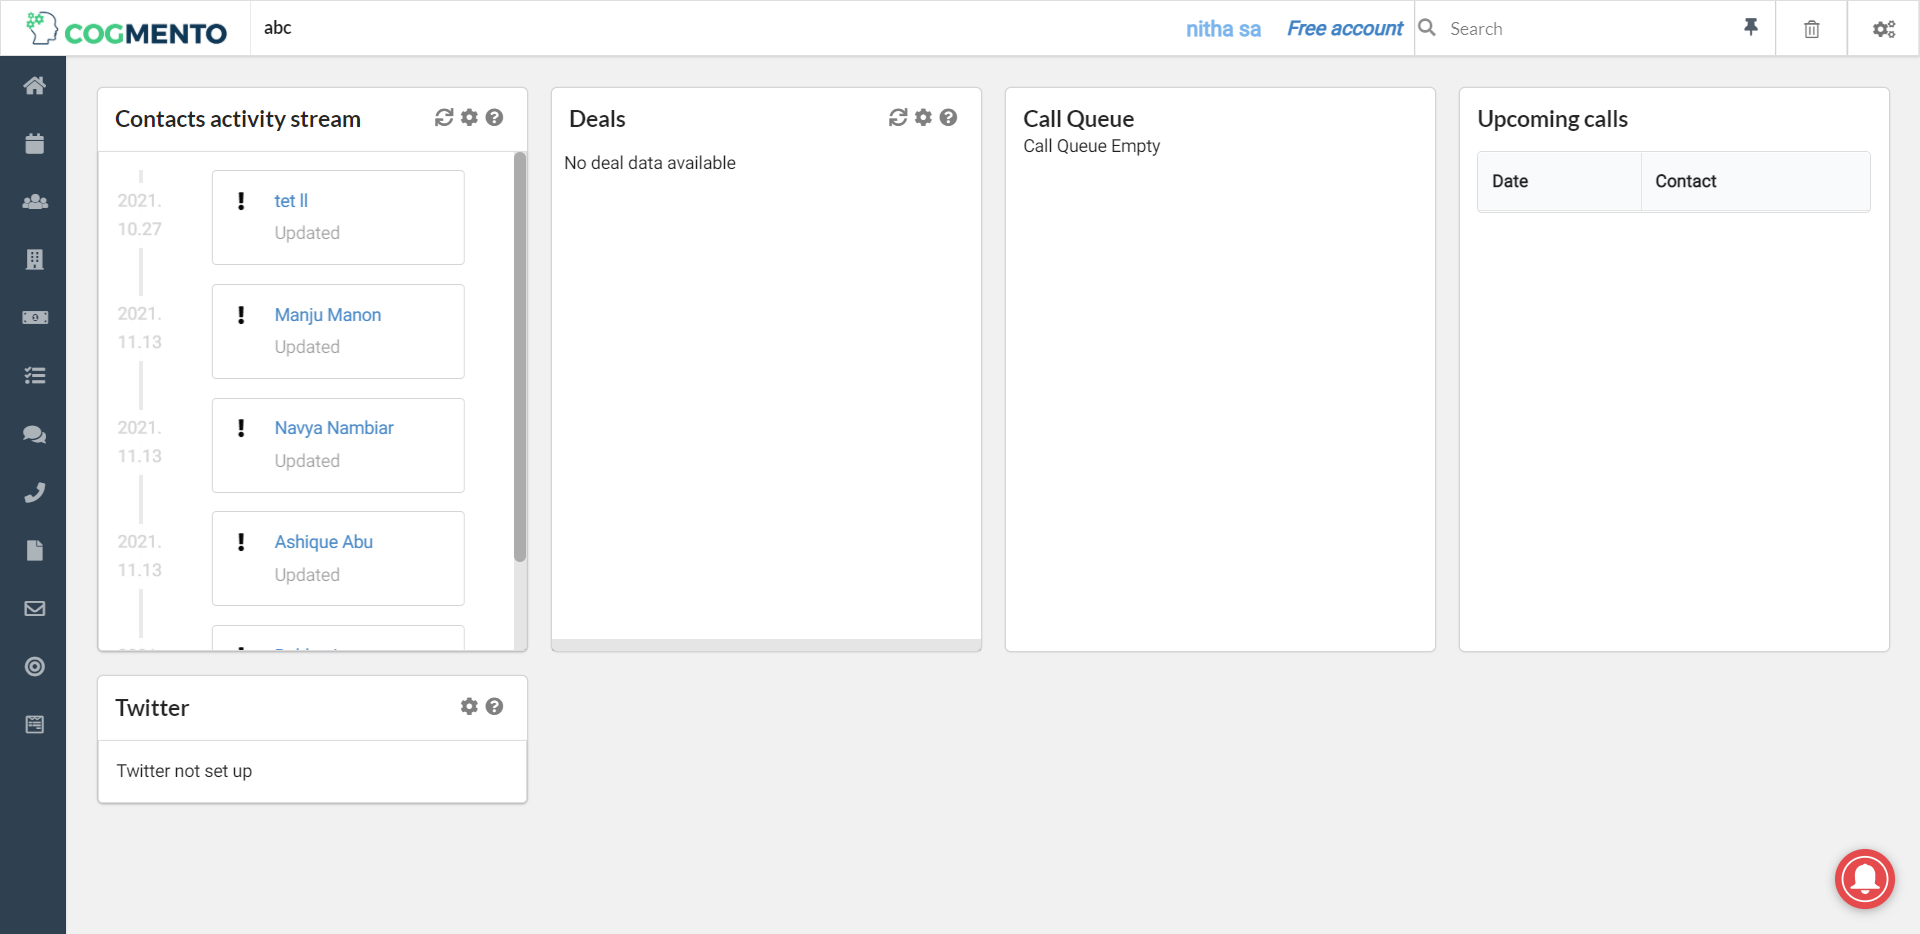 COGMENTO
abc
nitha sa
Free account
Search
Contacts activity stream
2021.
10.27
tet ll
Updated
2021.
11.13
Manju Manon
Updated
2021.
11.13
Navya Nambiar
Updated
2021.
11.13
Ashique Abu
Updated
Deals
No deal data available
Call Queue
Call Queue Empty
Upcoming calls
Date
Contact
Twitter
Twitter not set up